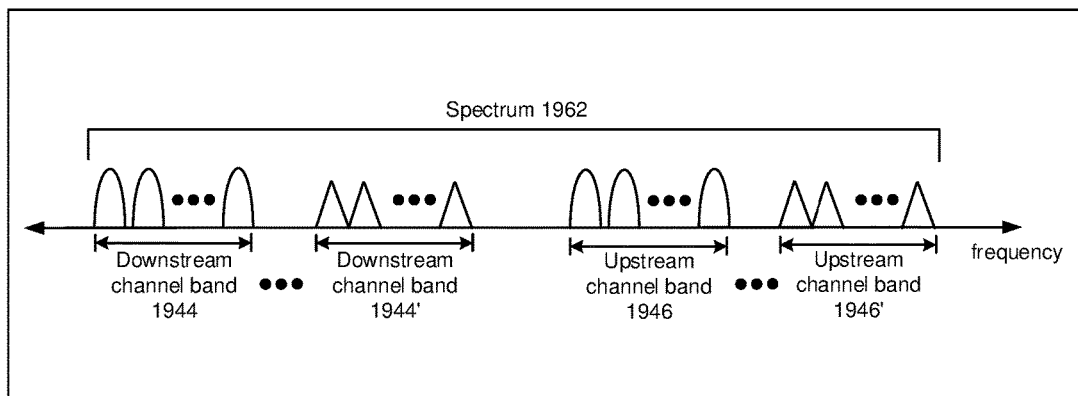 Spectrum 1962
frequency
Downstream
channel band
1944
Downstream
channel band
1944'
Upstream
channel band
1946
Upstream
channel band
1946'